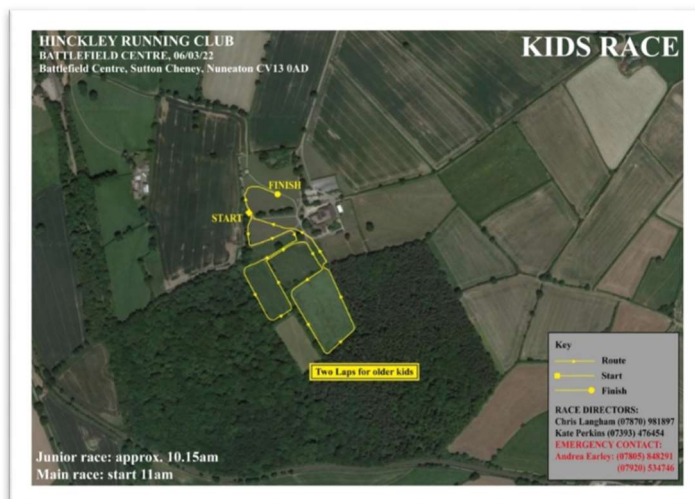 HINCKLEY RUNNING CLUB
BATTLEFIELD CENTRE, 06/03/22
Battlefield Centre, Sutton Cheney, Nuneaton CV13 0AD
KIDS RACE
FINISH
START
Two Laps for older kids
Key
Route
Start
Finish
RACE DIRECTORS:
Chris Langham (07870) 981897
Kate Perkins (07393) 476454
EMERGENCY CONTACT:
Andrea Earley: (07805) 848291
(07920) 534746
Junior race: approx. 10.15am
Main race: start 11am